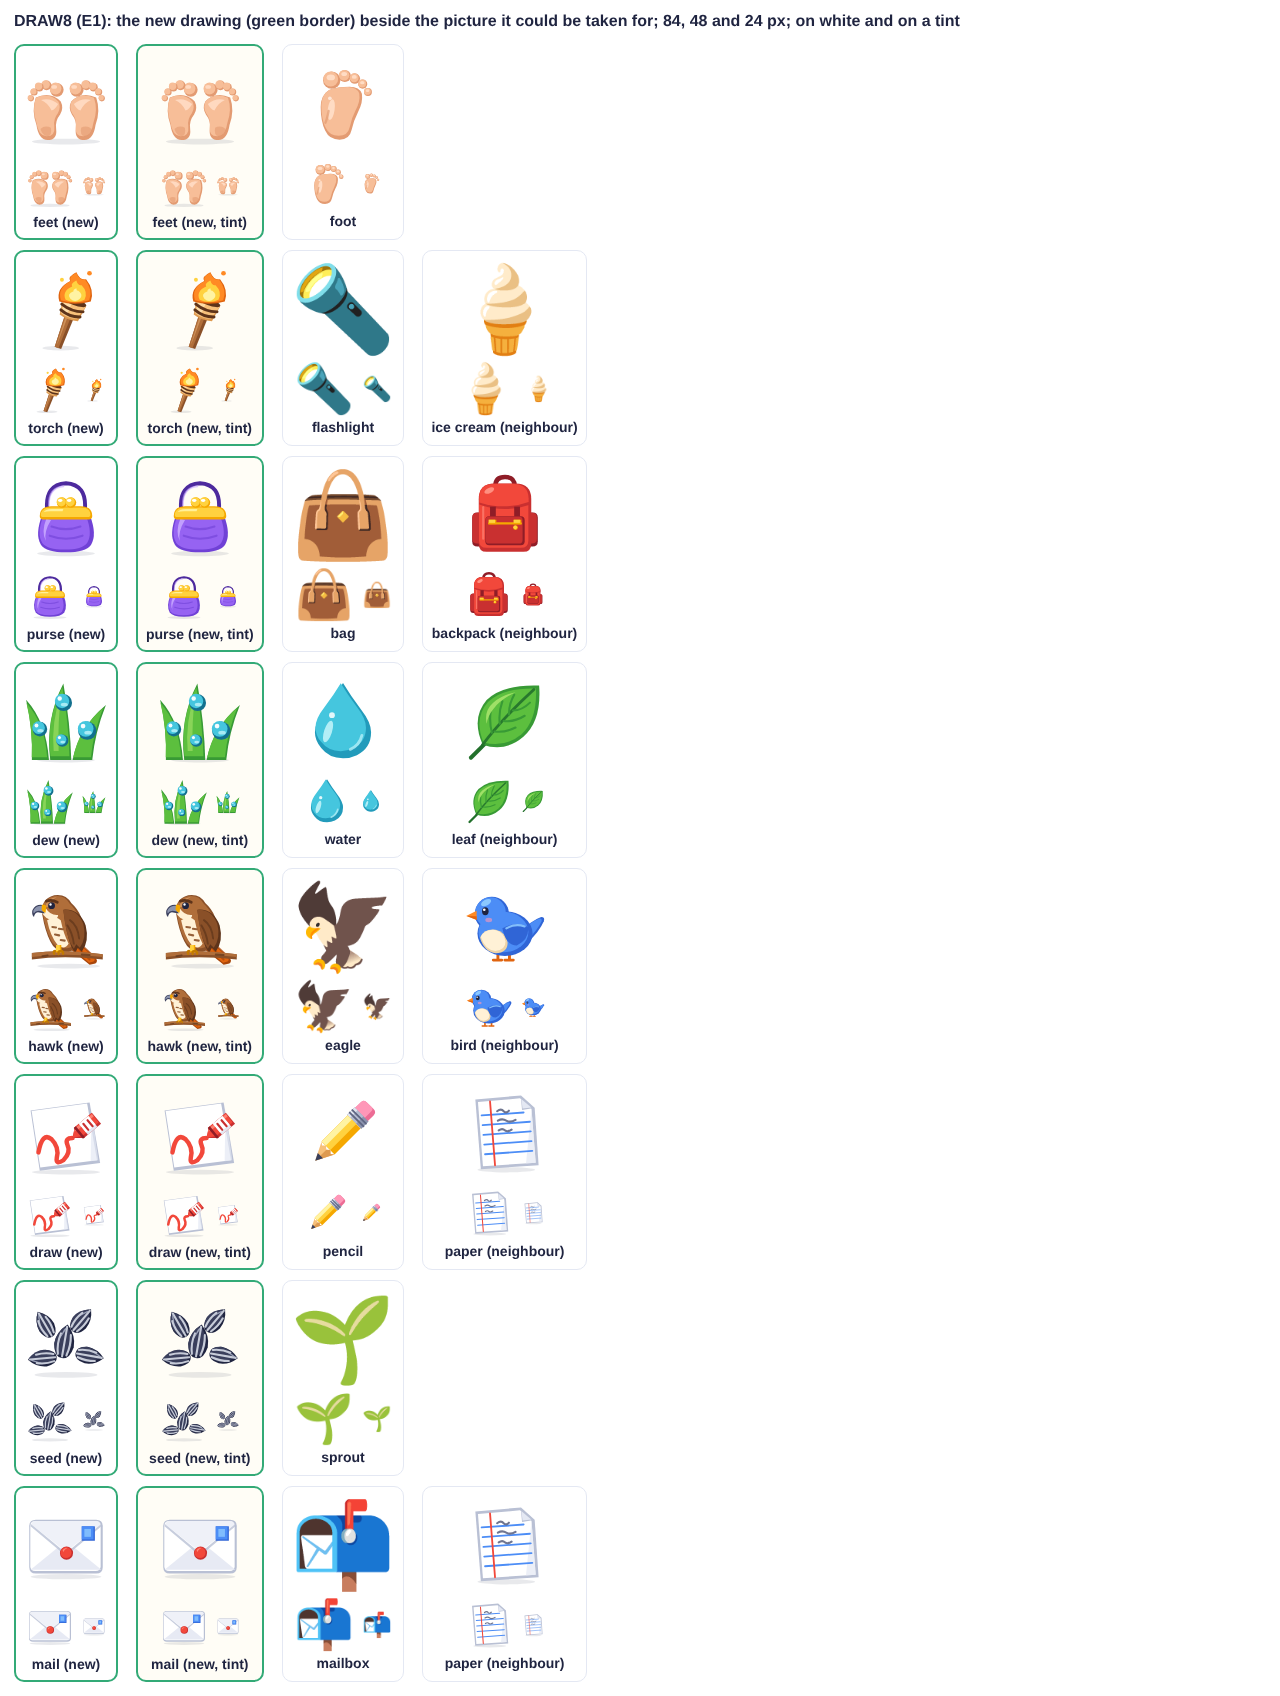 DRAW8 (E1): the new drawing (green border) beside the picture it could be taken for; 84, 48 and 24 px; on white and on a tint
feet (new)
feet (new, tint)
foot
torch (new)
torch (new, tint)
flashlight
ice cream (neighbour)
purse (new)
purse (new, tint)
bag
backpack (neighbour)
dew (new)
dew (new, tint)
water
leaf (neighbour)
hawk (new)
hawk (new, tint)
eagle
bird (neighbour)
draw (new)
draw (new, tint)
pencil
paper (neighbour)
seed (new)
seed (new, tint)
sprout
mail (new)
mail (new, tint)
mailbox
paper (neighbour)